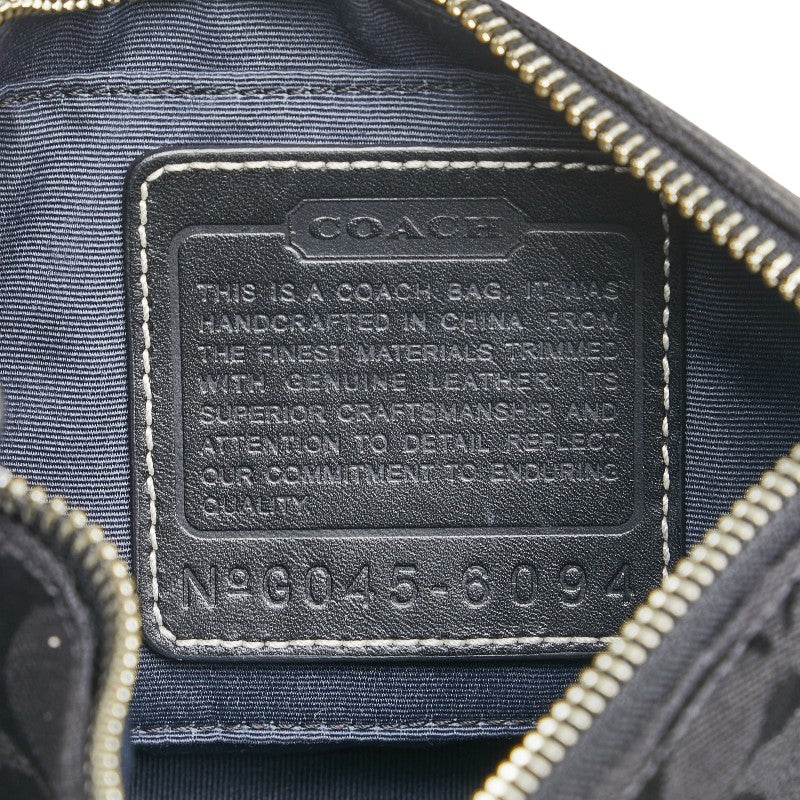 COACH
THIS IS A COACH BAG. IT WAS
HANDCRAFTED IN CHINA FROM
THE FINEST MATERIALS TRIMMED
WITH GENUINE LEATHER. ITS
SUPERIOR CRAFTSMANSHIP AND
ATTENTION TO DETAIL REFLECT
OUR COMMITMENT TO ENDURING
QUALITY.
NºG045-6094